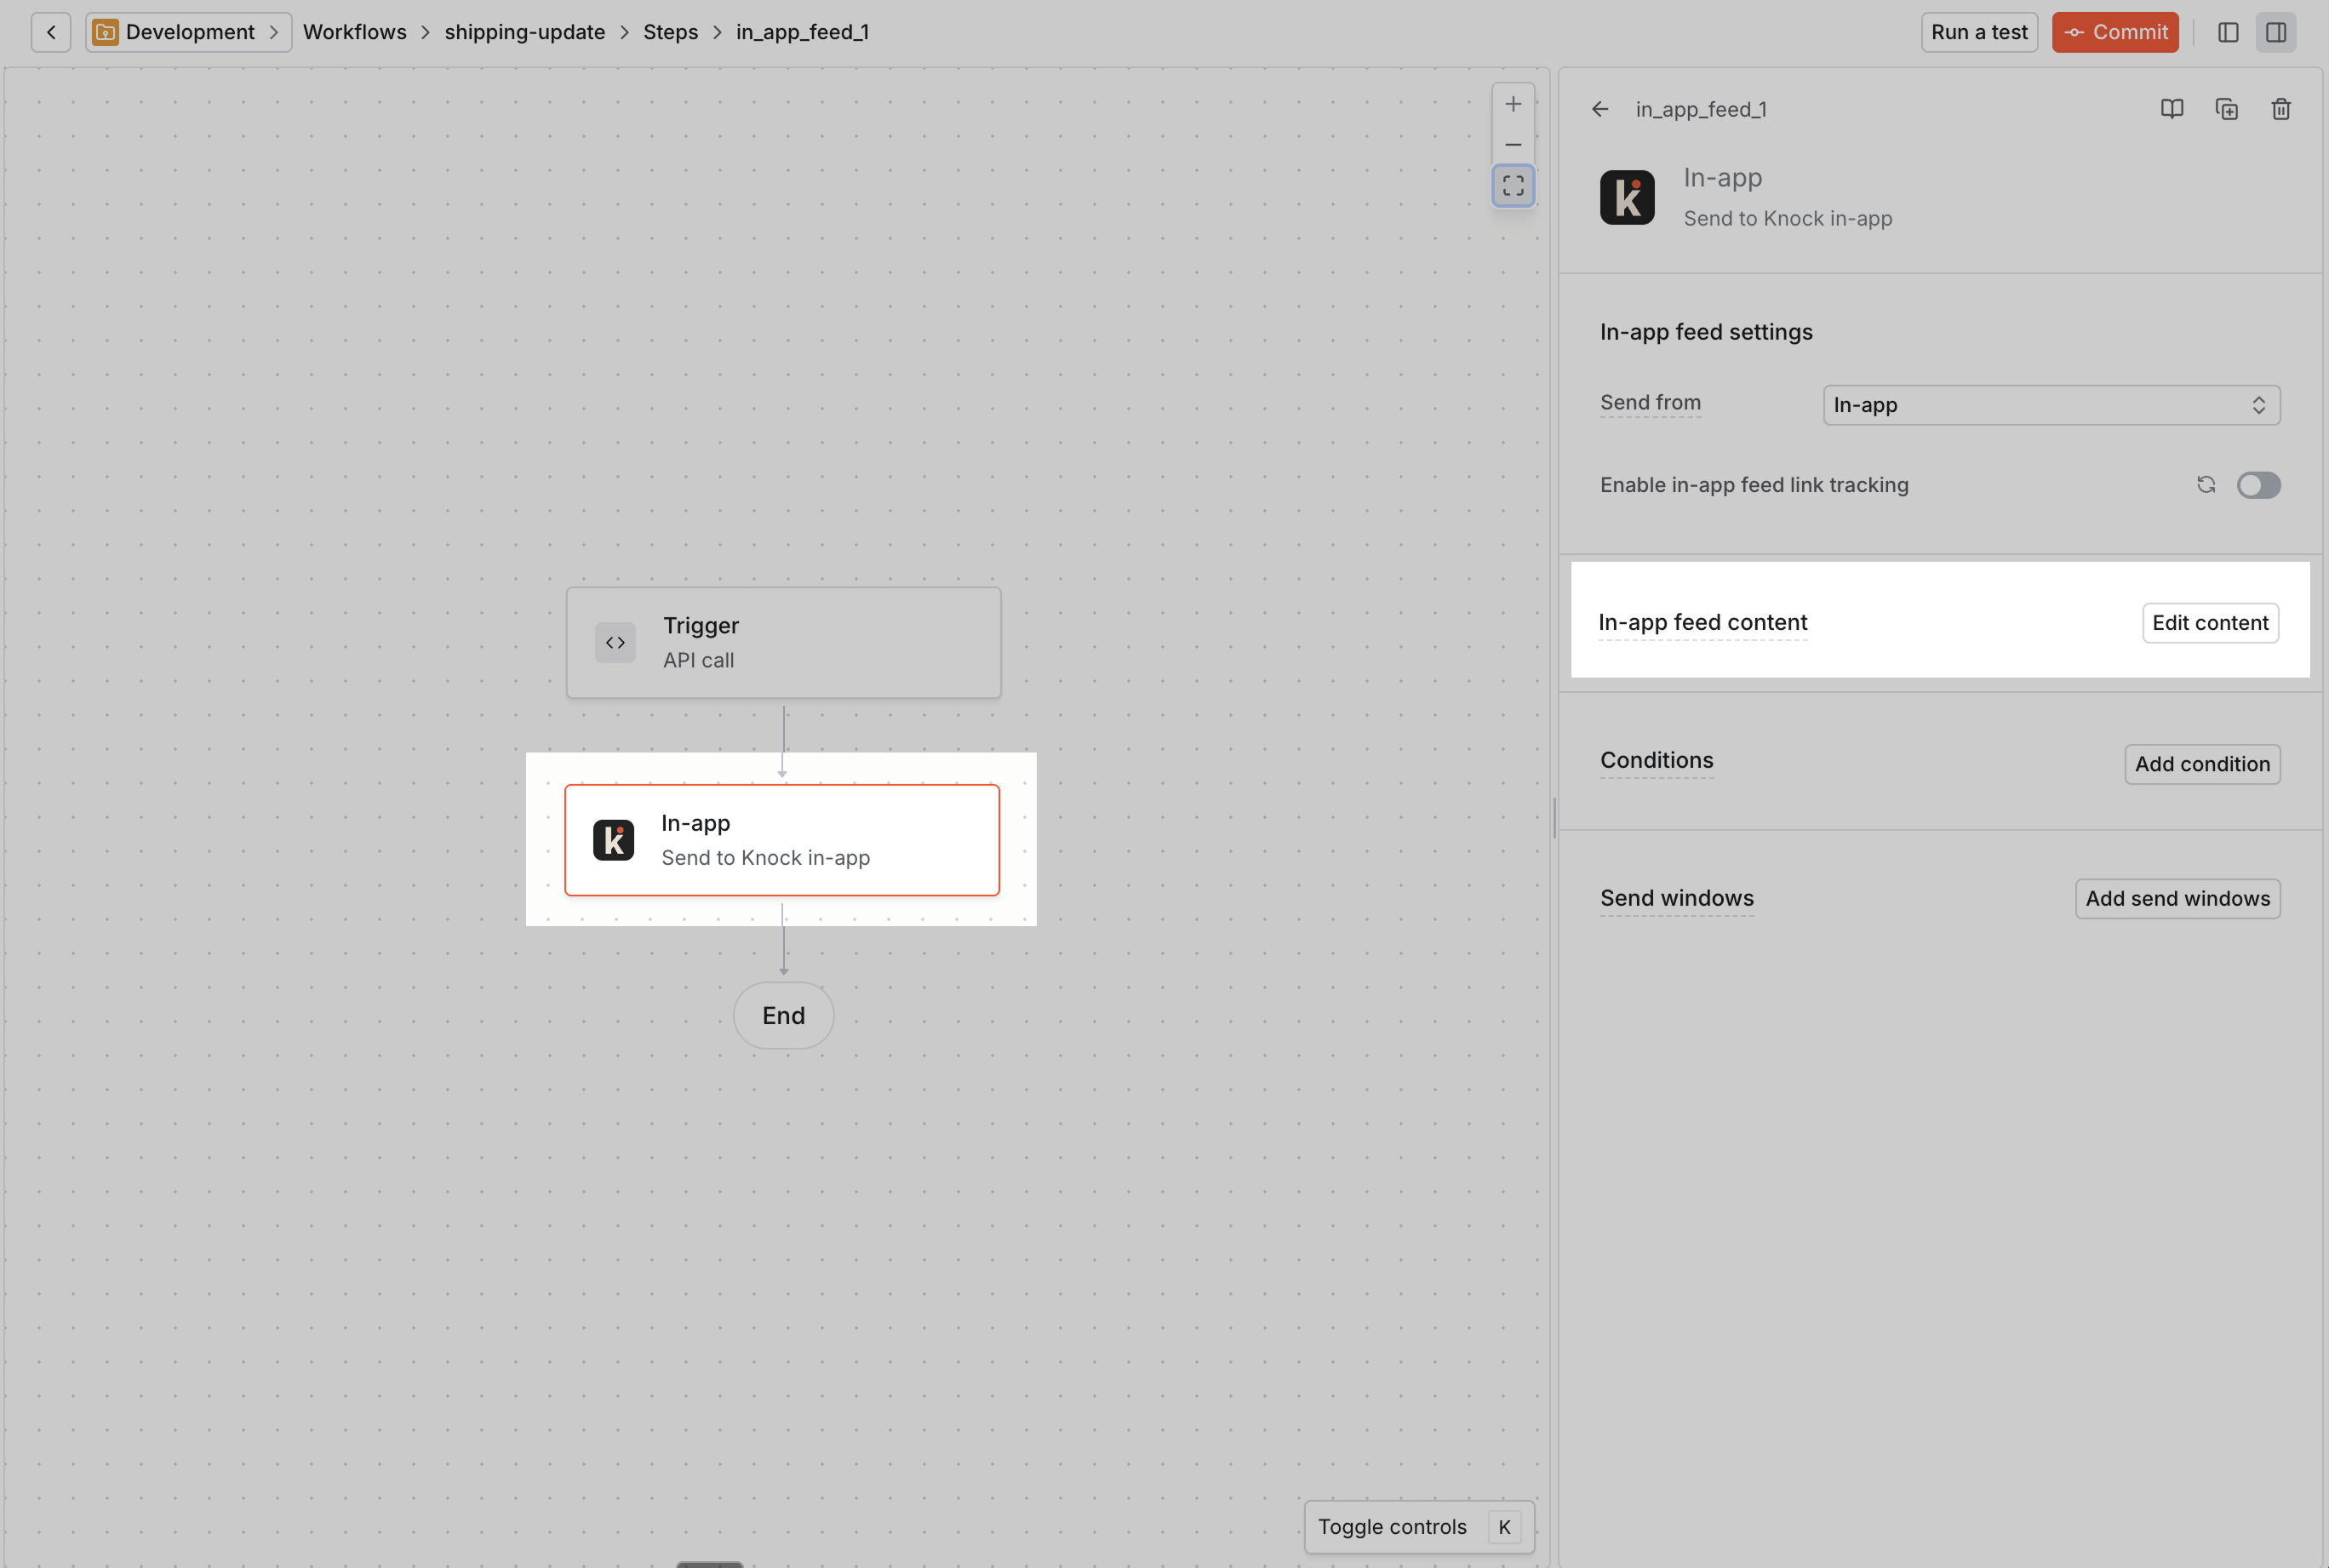 Development
Workflows
shipping-update
Steps
in_app_feed_1
Run a test
Commit
in_app_feed_1
In-app
Send to Knock in-app
In-app feed settings
Send from
In-app
Enable in-app feed link tracking
In-app feed content
Edit content
Conditions
Add condition
Send windows
Add send windows
Trigger
API call
In-app
Send to Knock in-app
End
Toggle controls K